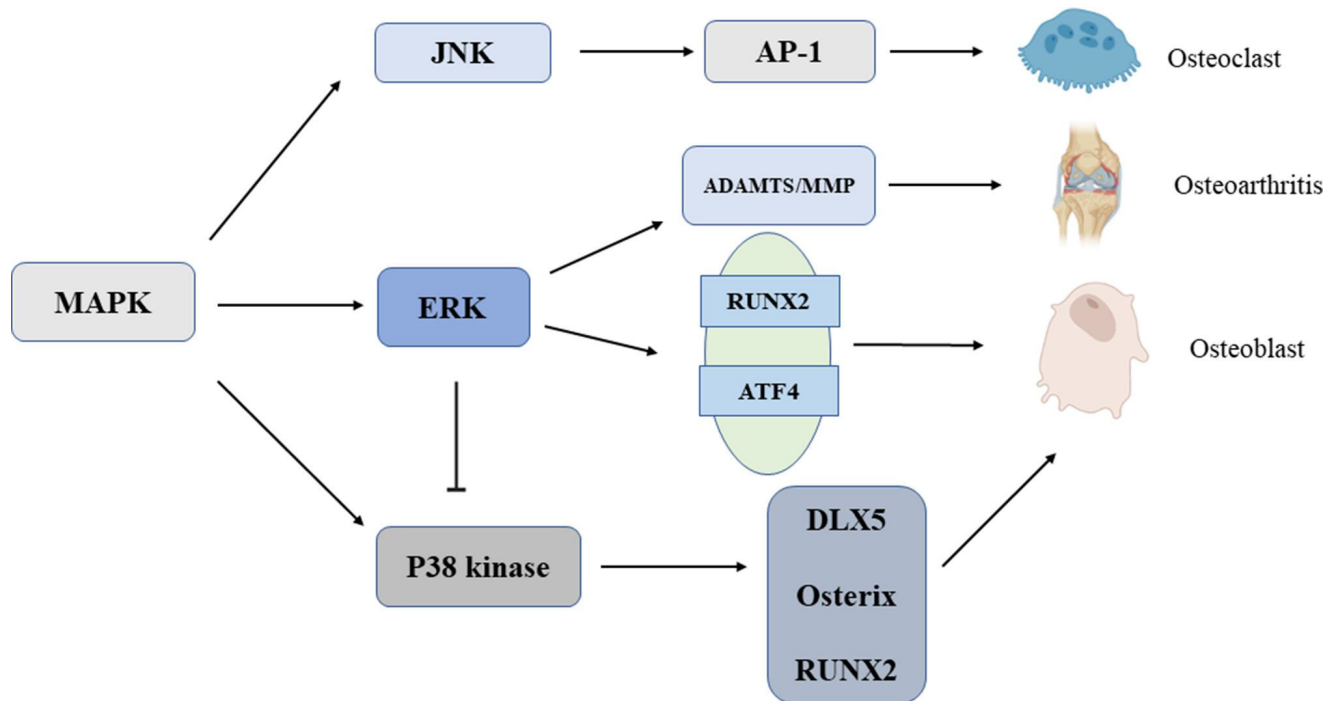 JNK
AP-1
Osteoclast
ADAMTS/MMP
Osteoarthritis
MAPK
ERK
RUNX2
ATF4
Osteoblast
P38 kinase
DLX5
Osterix
RUNX2